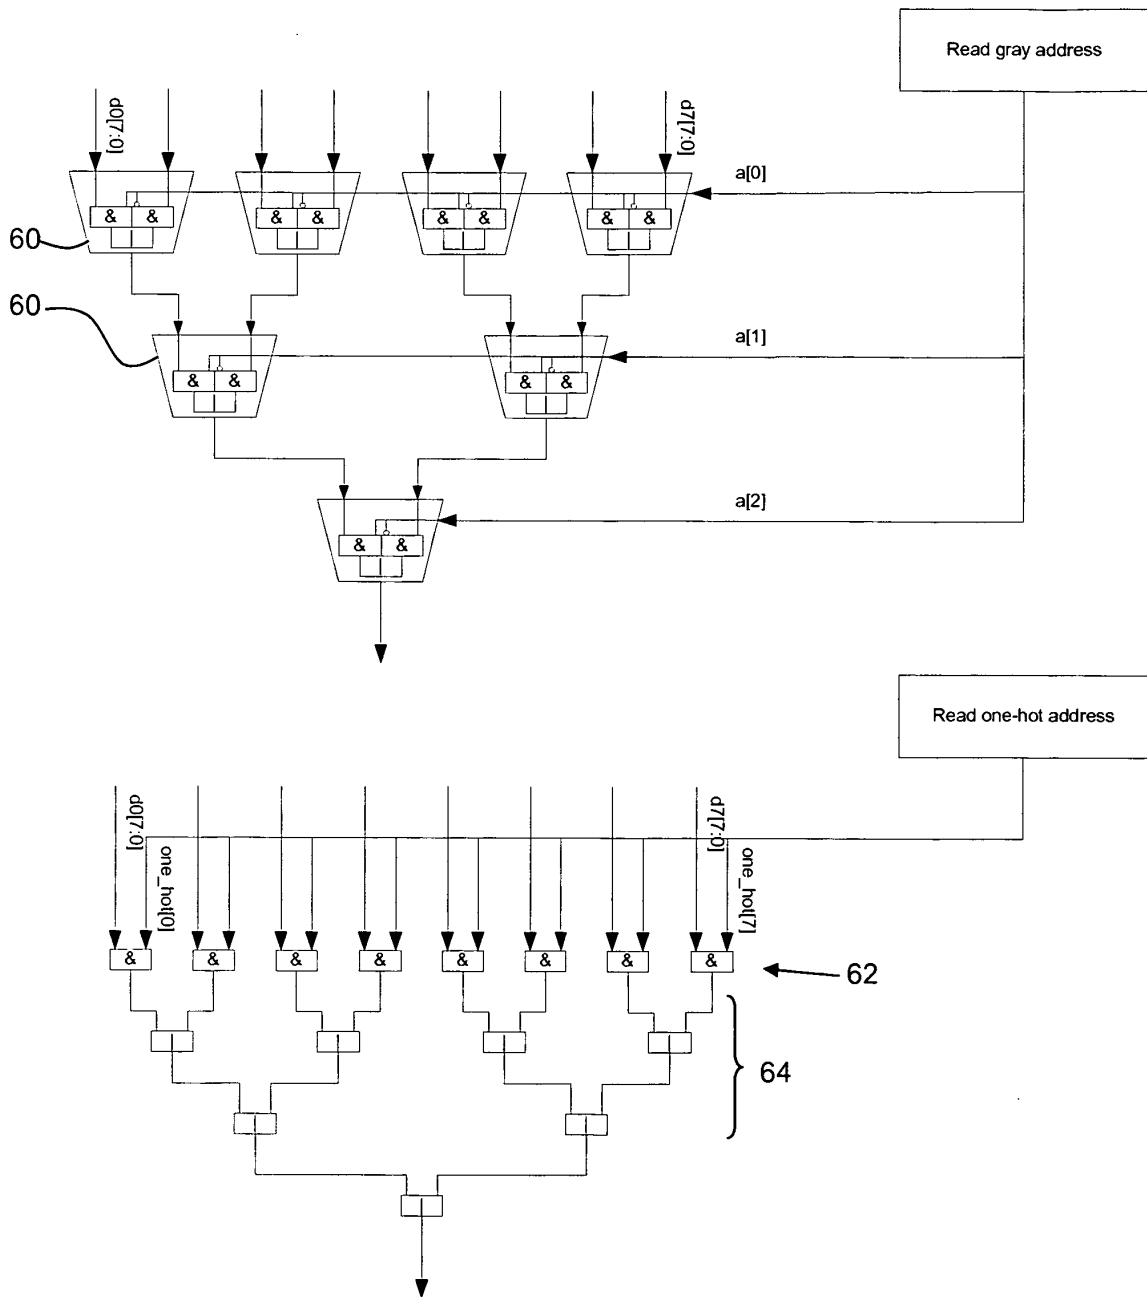 Read gray address
d0[7:0]
d7[7:0]
a[0]
& & & & & & & &
60
60
a[1]
& & & &
a[2]
& &
Read one-hot address
d0[7:0]
one_hot[0]
d7[7:0]
one_hot[7]
& & & & & & & &
62
64